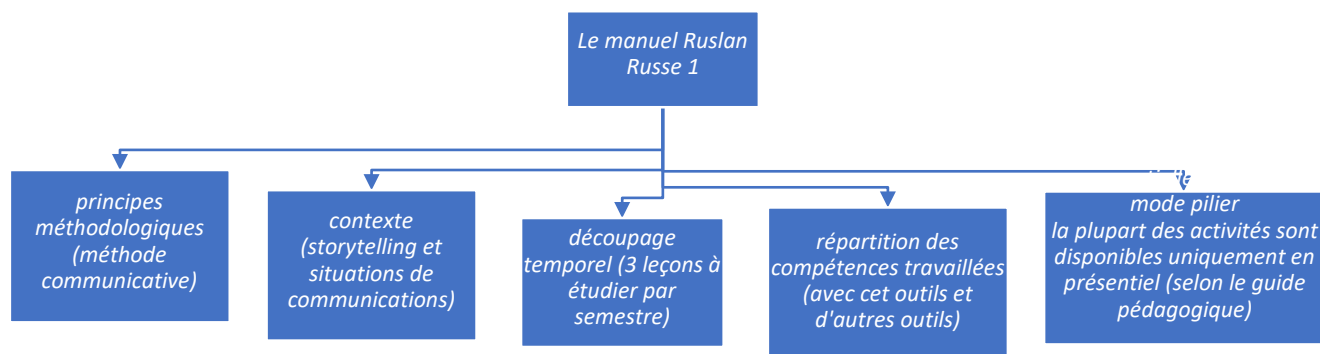 Le manuel Ruslan
Russe 1
principes
méthodologiques
(méthode
communicative)
contexte
(storytelling et
situations de
communications)
découpage
temporel (3 leçons à
étudier par
semestre)
répartition des
compétences travaillées
(avec cet outils et
d'autres outils)
mode pilier
la plupart des activités sont
disponibles uniquement en
présentiel (selon le guide
pédagogique)